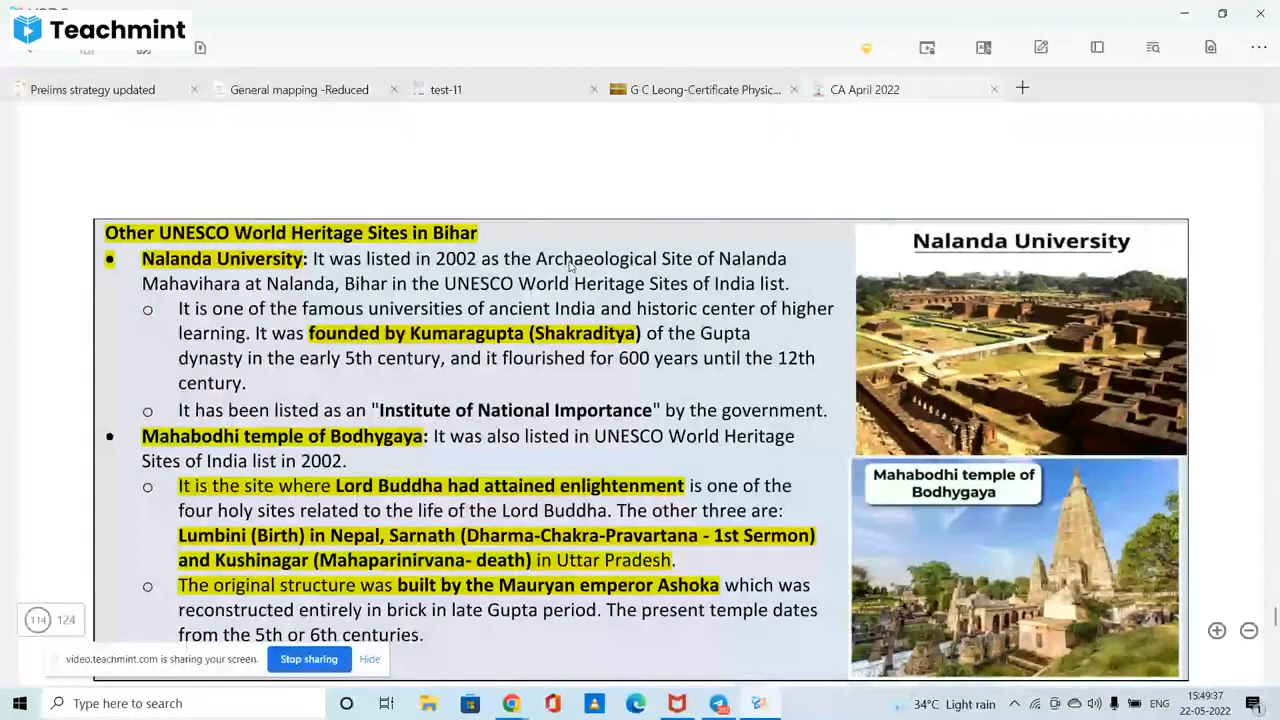 Teachmint
Prelims strategy updated
General mapping -Reduced
test-11
G C Leong-Certificate Physic...
CA April 2022
Other UNESCO World Heritage Sites in Bihar
Nalanda University: It was listed in 2002 as the Archaeological Site of Nalanda
Mahavihara at Nalanda, Bihar in the UNESCO World Heritage Sites of India list.
o It is one of the famous universities of ancient India and historic center of higher
learning. It was founded by Kumaragupta (Shakraditya) of the Gupta
dynasty in the early 5th century, and it flourished for 600 years until the 12th
century.
o It has been listed as an "Institute of National Importance" by the government.
Mahabodhi temple of Bodhygaya: It was also listed in UNESCO World Heritage
Sites of India list in 2002.
o It is the site where Lord Buddha had attained enlightenment is one of the
four holy sites related to the life of the Lord Buddha. The other three are:
Lumbini (Birth) in Nepal, Sarnath (Dharma-Chakra-Pravartana - 1st Sermon)
and Kushinagar (Mahaparinirvana- death) in Uttar Pradesh.
o The original structure was built by the Mauryan emperor Ashoka which was
reconstructed entirely in brick in late Gupta period. The present temple dates
from the 5th or 6th centuries.
Nalanda University
Mahabodhi temple of
Bodhygaya
114 124
video.teachmint.com is sharing your screen. Stop sharing Hide
Type here to search
34°C Light rain
ENG
15:49:37
22-05-2022